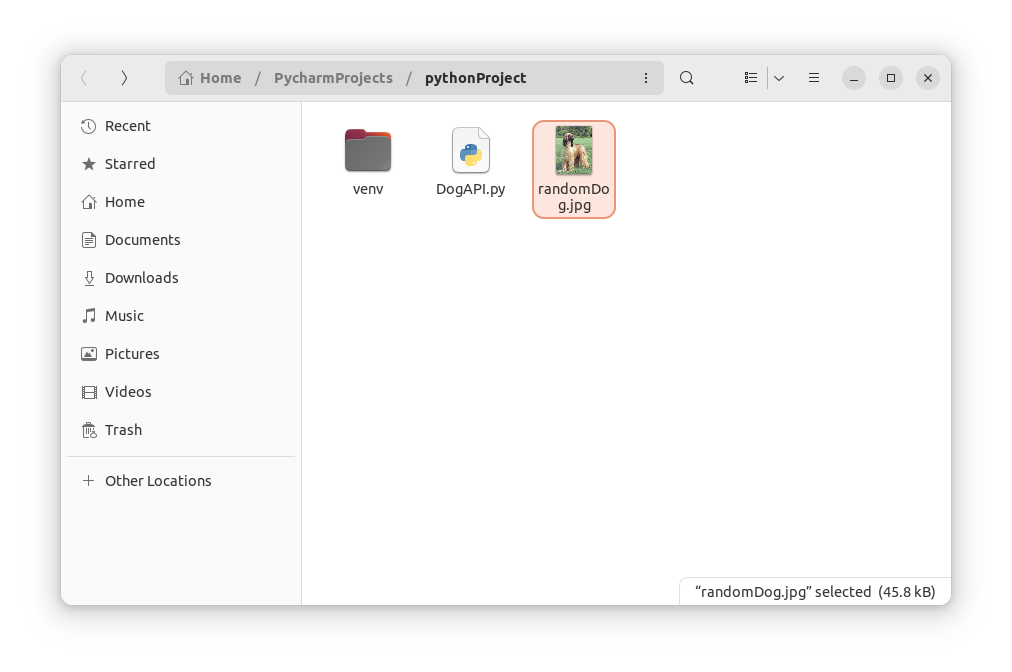 Home / PycharmProjects / pythonProject
Recent
Starred
Home
Documents
Downloads
Music
Pictures
Videos
Trash
Other Locations
venv
DogAPI.py
randomDo
g.jpg
“randomDog.jpg” selected (45.8 kB)